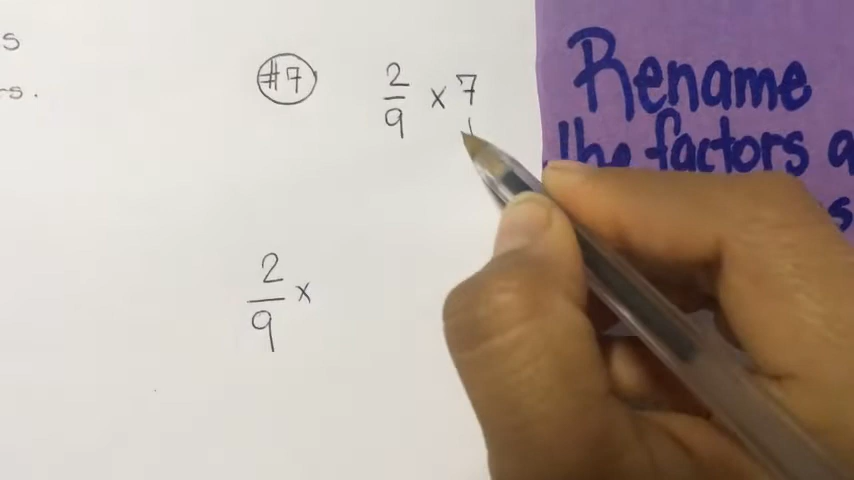 s
rs.
#7
2/9 x 7
2/9 x
Rename
the factors a
s